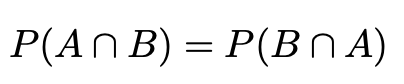 P(A ∩ B) = P(B ∩ A)